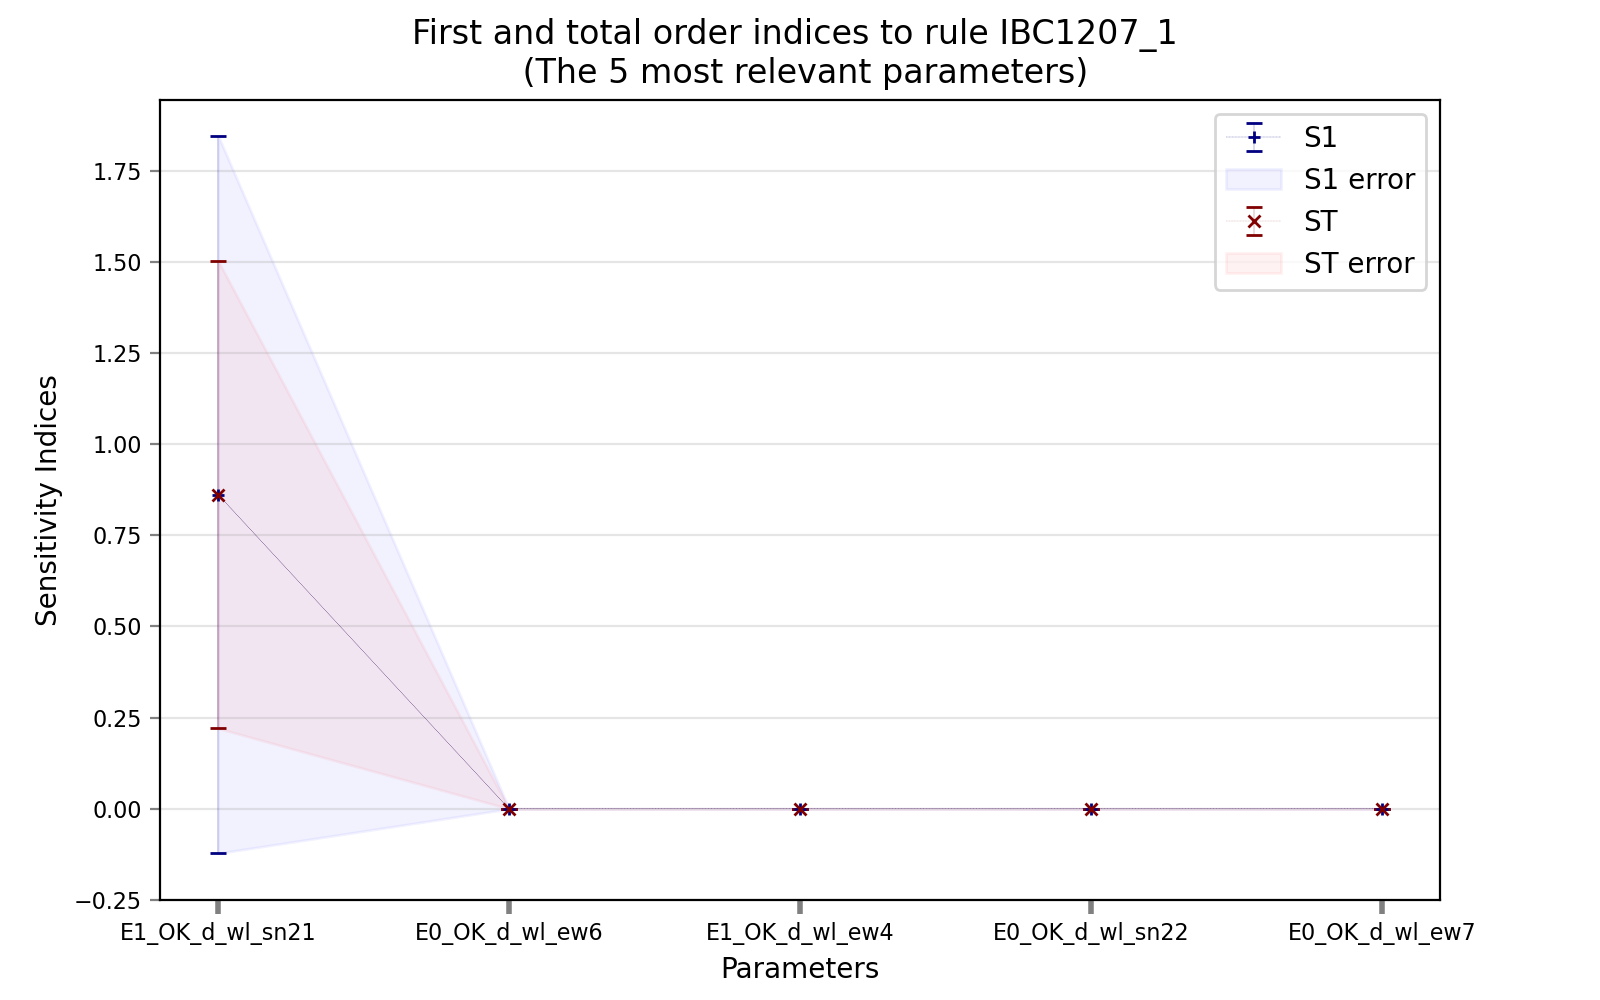 First and total order indices to rule IBC1207_1
(The 5 most relevant parameters)
S1
S1 error
ST
ST error
1.75
1.50
1.25
1.00
0.75
0.50
0.25
0.00
−0.25
Sensitivity Indices
E1_OK_d_wl_sn21 E0_OK_d_wl_ew6 E1_OK_d_wl_ew4 E0_OK_d_wl_sn22 E0_OK_d_wl_ew7
Parameters